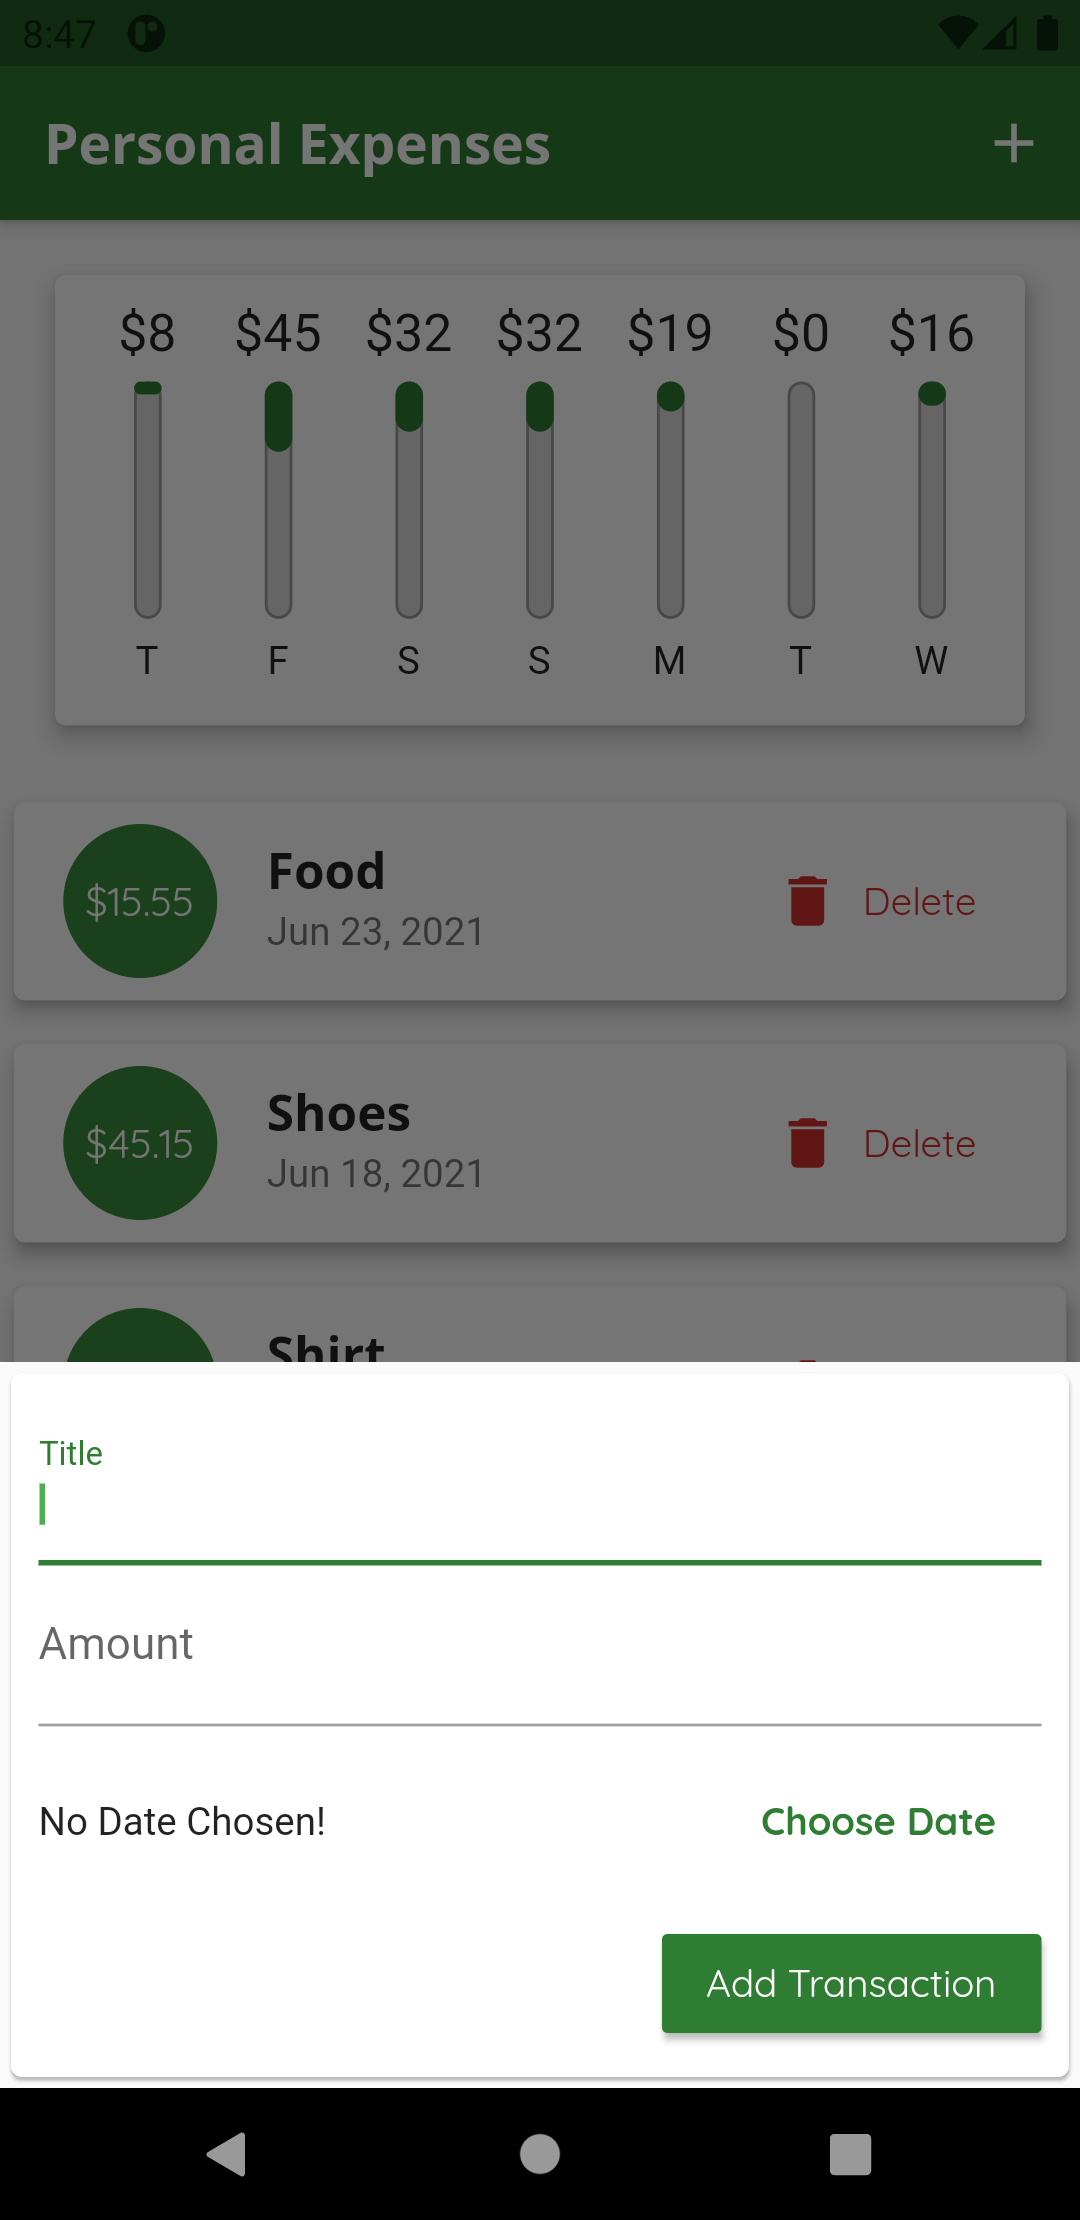 8:47
Personal Expenses
$8 $45 $32 $32 $19 $0 $16
T F S S M T W
$15.55 Food Delete
Jun 23, 2021
$45.15 Shoes Delete
Jun 18, 2021
Shirt
Title
Amount
No Date Chosen! Choose Date
Add Transaction